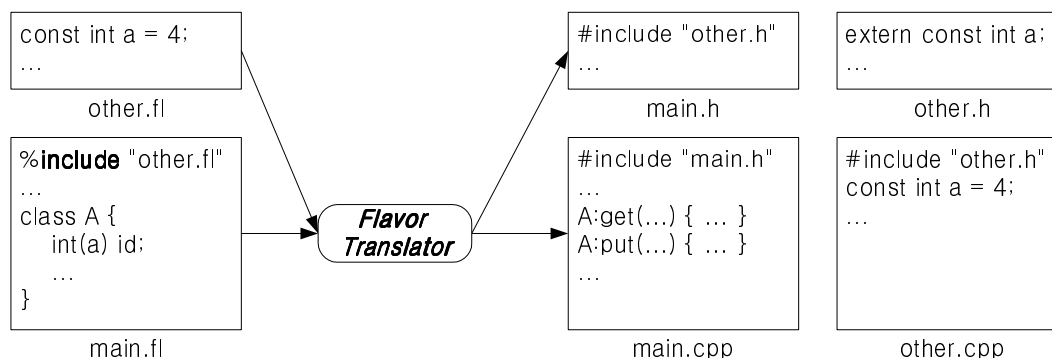 const int a = 4;
...
other.fl
%include "other.fl"
...
class A {
int(a) id;
...
}
main.fl
Flavor
Translator
#include "other.h"
...
main.h
#include "main.h"
...
A:get(...) { ... }
A:put(...) { ... }
...
main.cpp
extern const int a;
...
other.h
#include "other.h"
const int a = 4;
...
other.cpp